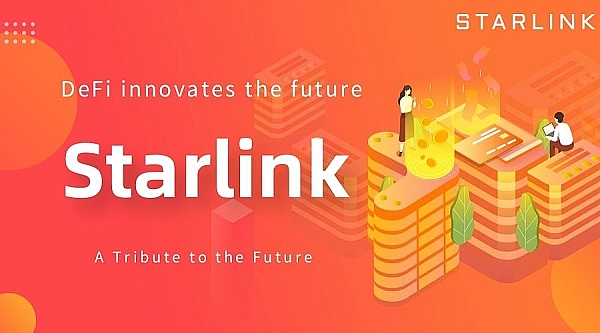 STARLINK
DeFi innovates the future
Starlink
A Tribute to the Future